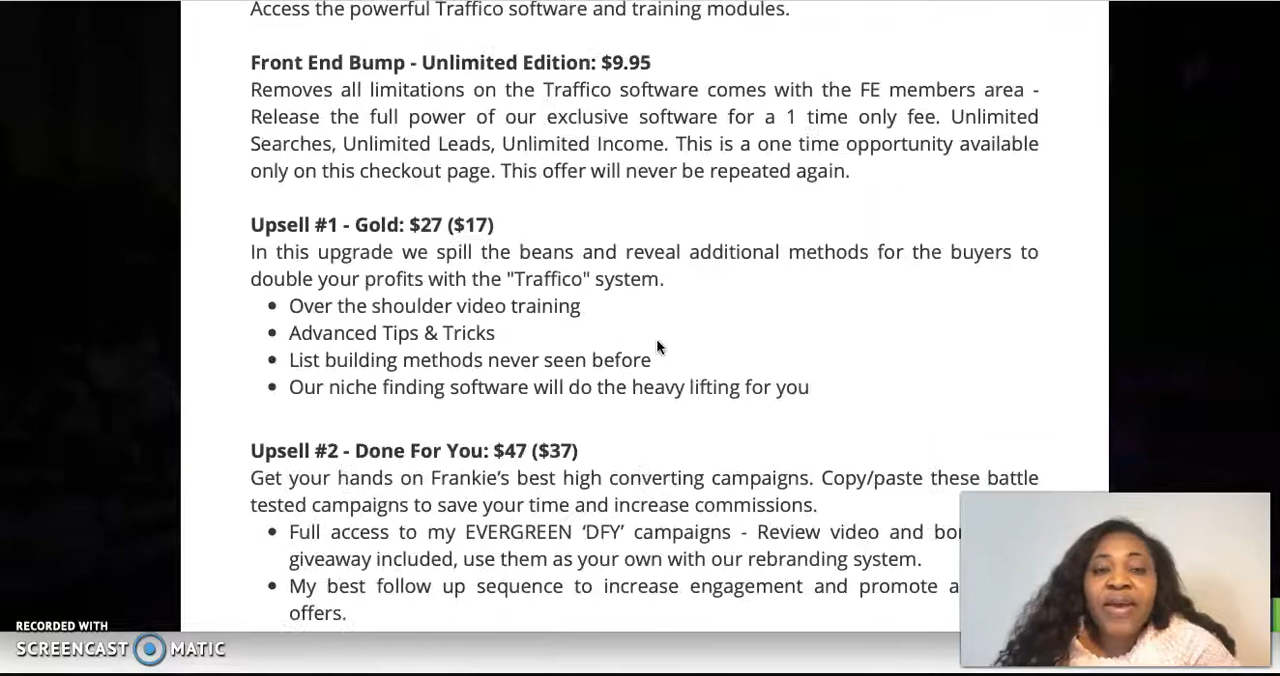 Access the powerful Traffico software and training modules.
Front End Bump - Unlimited Edition: $9.95
Removes all limitations on the Traffico software comes with the FE members area -
Release the full power of our exclusive software for a 1 time only fee. Unlimited
Searches, Unlimited Leads, Unlimited Income. This is a one time opportunity available
only on this checkout page. This offer will never be repeated again.
Upsell #1 - Gold: $27 ($17)
In this upgrade we spill the beans and reveal additional methods for the buyers to
double your profits with the "Traffico" system.
• Over the shoulder video training
• Advanced Tips & Tricks
• List building methods never seen before
• Our niche finding software will do the heavy lifting for you
Upsell #2 - Done For You: $47 ($37)
Get your hands on Frankie’s best high converting campaigns. Copy/paste these battle
tested campaigns to save your time and increase commissions.
• Full access to my EVERGREEN ‘DFY’ campaigns - Review video and
giveaway included, use them as your own with our rebranding system.
• My best follow up sequence to increase engagement and promote
offers.
RECORDED WITH
SCREENCAST MATIC